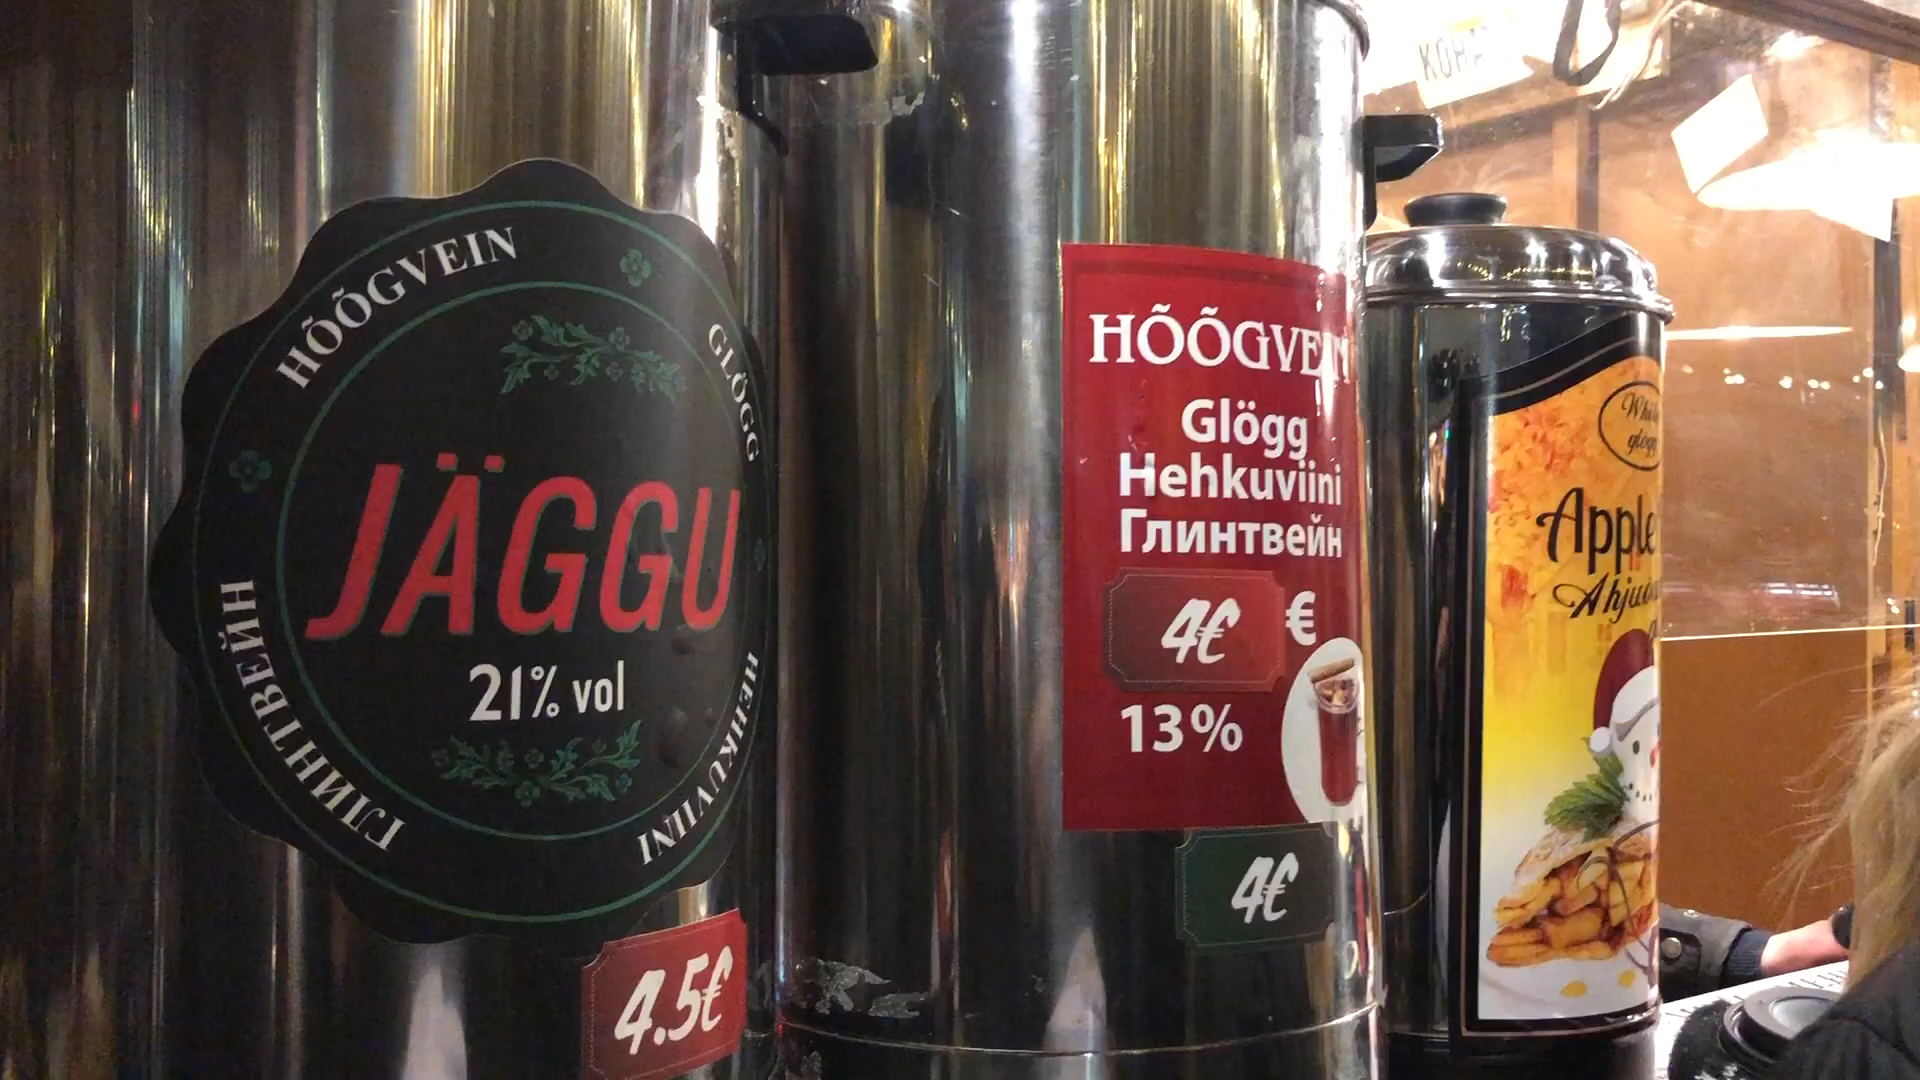 HÕÕGVEIN
GLÖGG
JÄGGU
21% vol
ГЛИНТВЕЙН
HEHKUVIINI
4.5€
HÕÕGVEIN
Glögg
Hehkuviini
Глинтвейн
4€ €
13%
4€
Apple